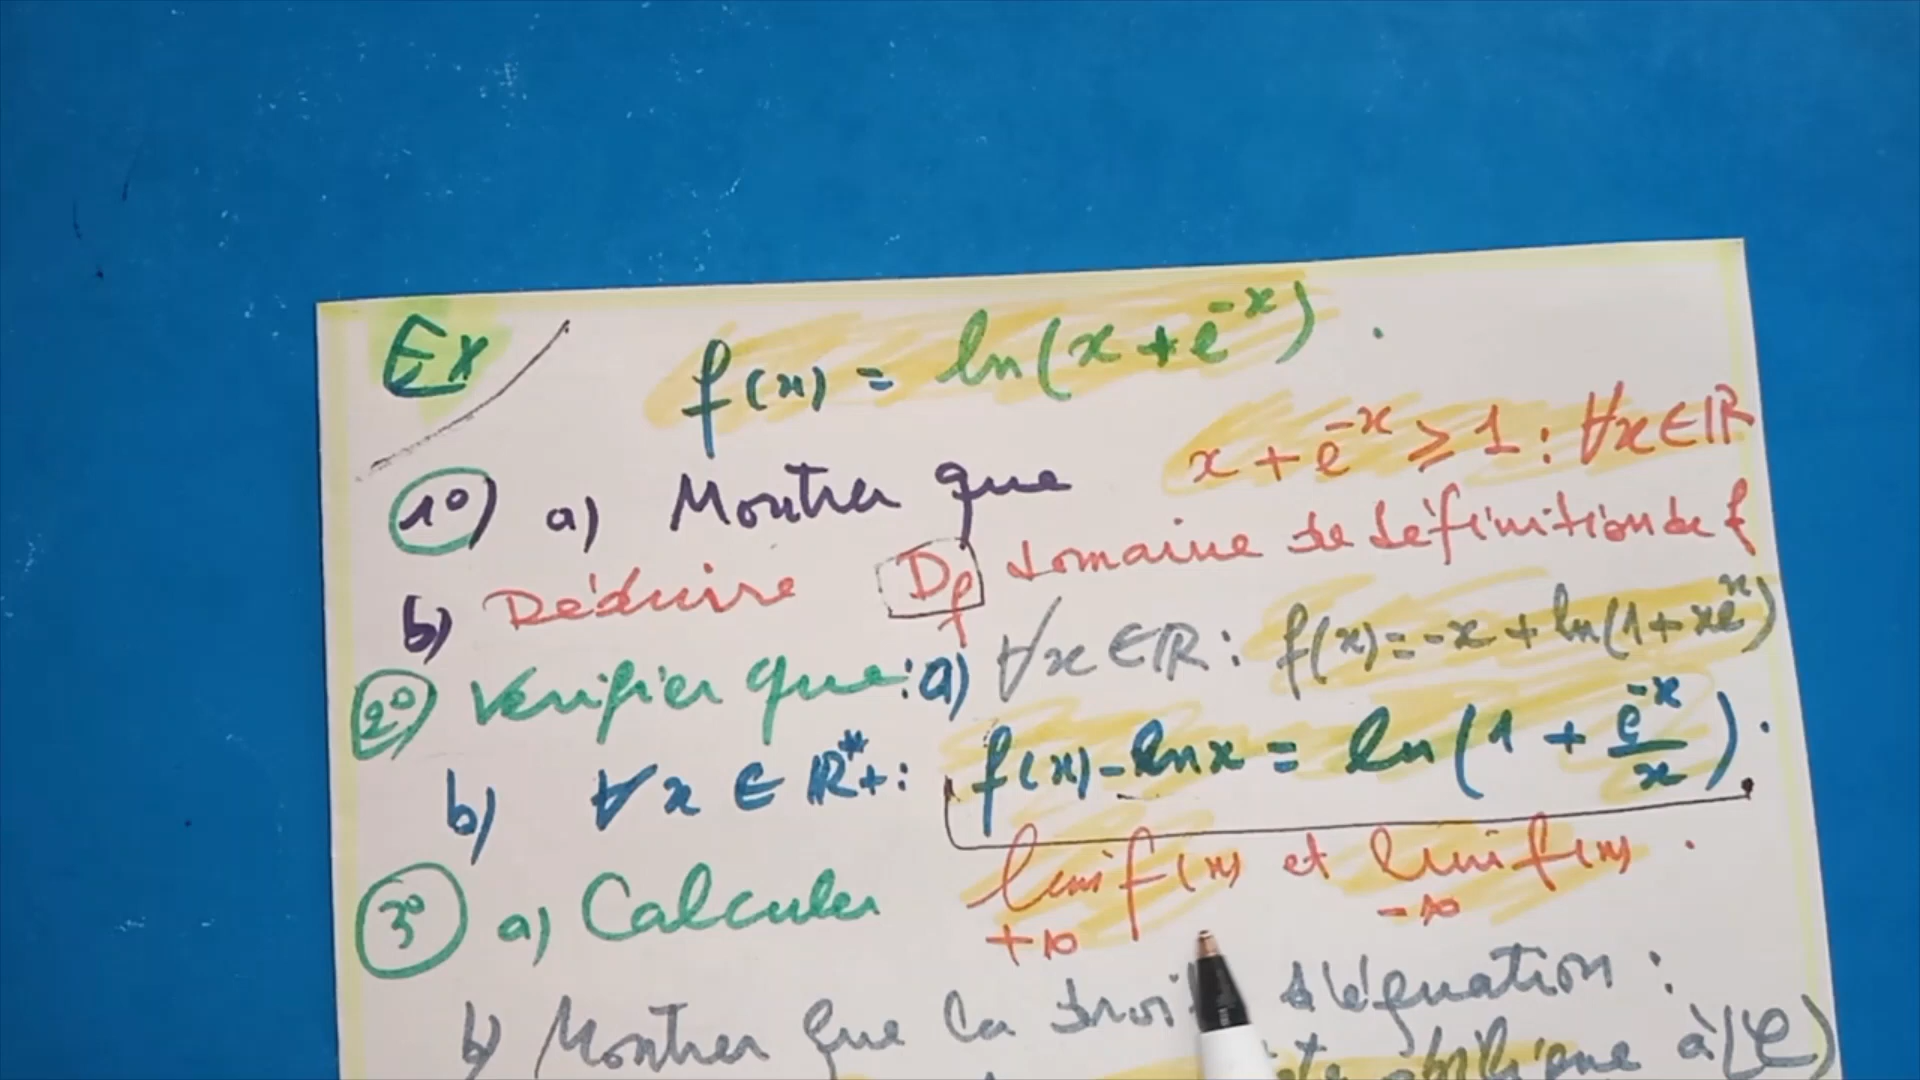 Ex f(x) = ln(x + e^-x).
1°) a) Montrer que x + e^-x ≥ 1 : ∀x ∈ ℝ
b) Déduire Df domaine de définition de f
2°) Vérifier que : a) ∀x ∈ ℝ : f(x) = -x + ln(1 + xe^x)
b) ∀x ∈ ℝ*+ : f(x) - ln x = ln(1 + e^-x/x).
3°) a) Calculer lim f(x) +∞ et lim f(x) -∞.
b) Montrer que la droite d'équation :
oblique à (C)